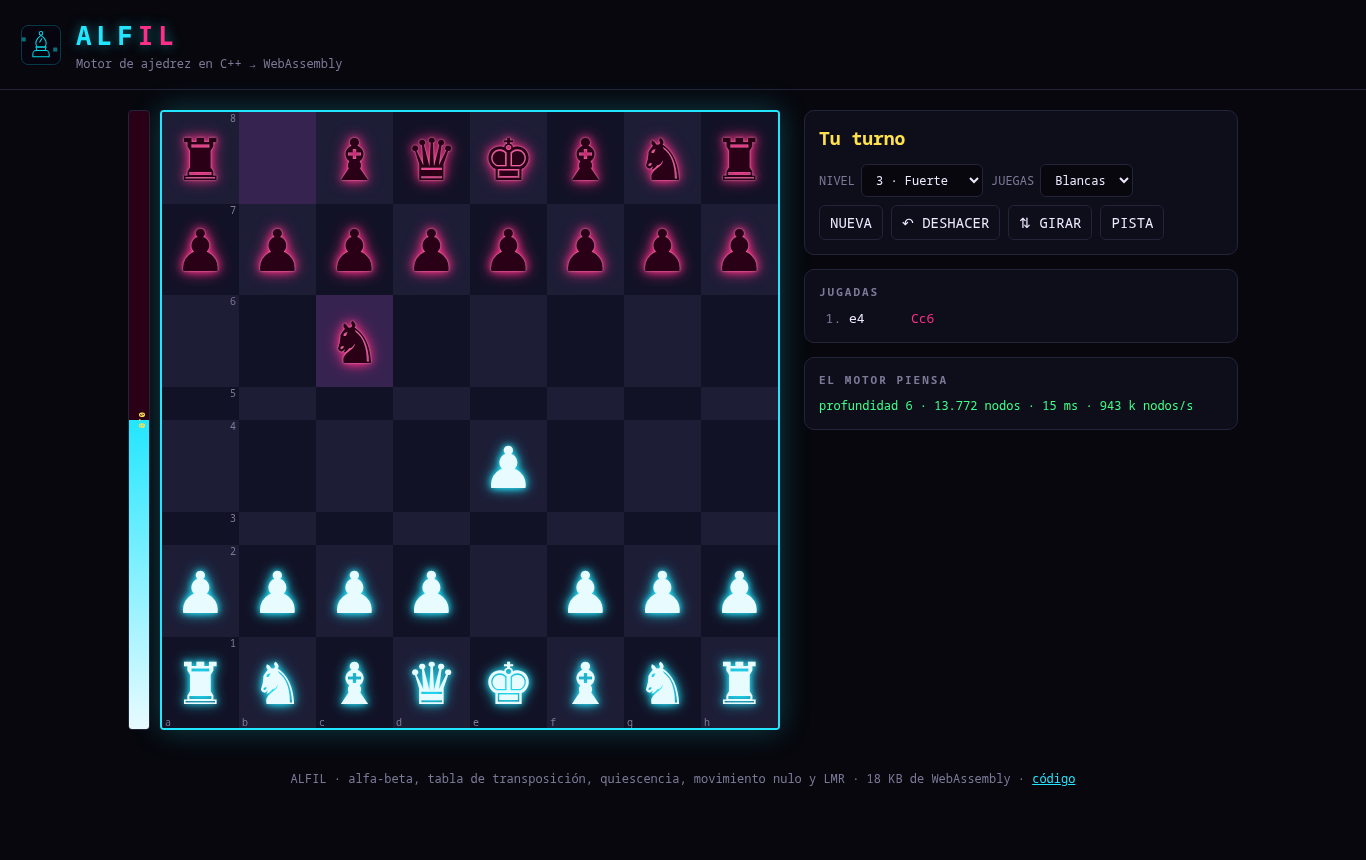 ALFIL
Motor de ajedrez en C++ → WebAssembly
8
7
6
5
4
3
2
1
a b c d e f g h
Tu turno
NIVEL 3 · Fuerte JUEGAS Blancas
NUEVA ↶ DESHACER ⇅ GIRAR PISTA
JUGADAS
1. e4 Cc6
EL MOTOR PIENSA
profundidad 6 · 13.772 nodos · 15 ms · 943 k nodos/s
ALFIL · alfa-beta, tabla de transposición, quiescencia, movimiento nulo y LMR · 18 KB de WebAssembly · código